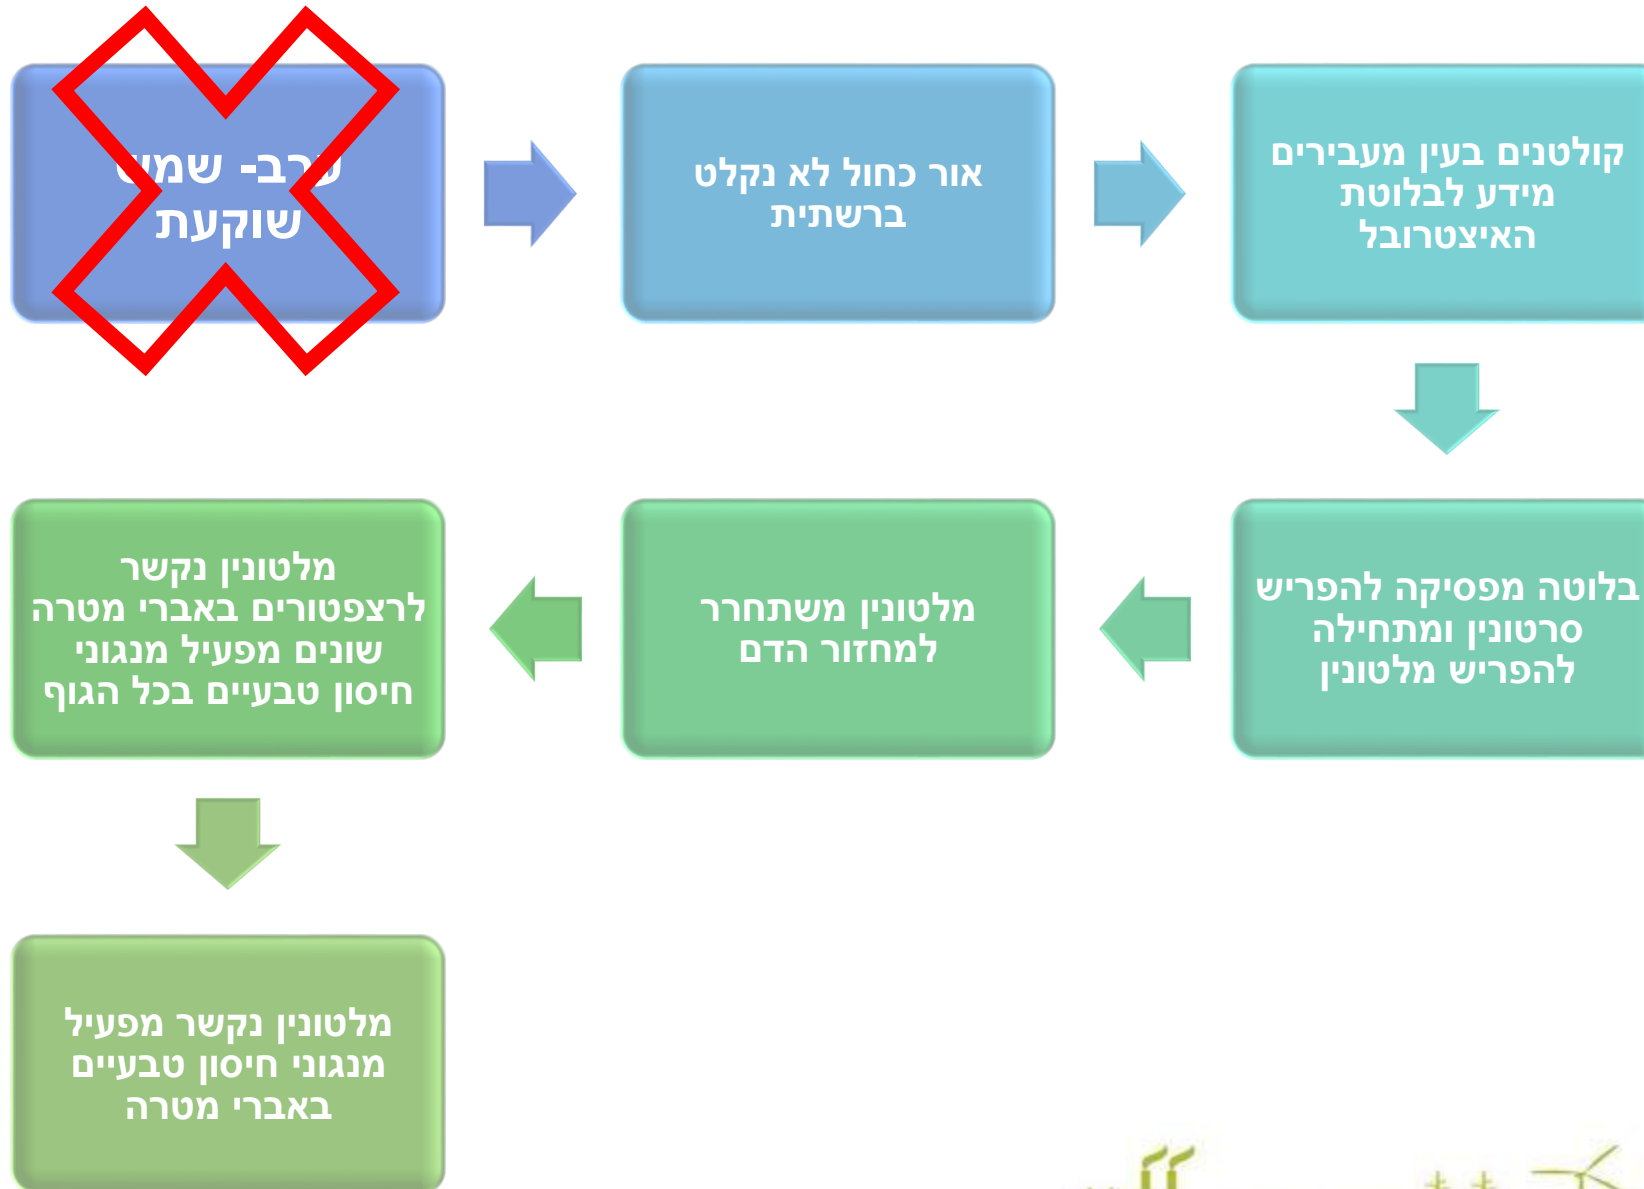 ערב- שמש
שוקעת
אור כחול לא נקלט
ברשתית
קולטנים בעין מעבירים
מידע לבלוטת
האיצטרובל
בלוטה מפסיקה להפריש
סרטונין ומתחילה
להפריש מלטונין
מלטונין משתחרר
למחזור הדם
מלטונין נקשר
לרצפטורים באברי מטרה
שונים מפעיל מנגוני
חיסון טבעיים בכל הגוף
מלטונין נקשר מפעיל
מנגוני חיסון טבעיים
באברי מטרה